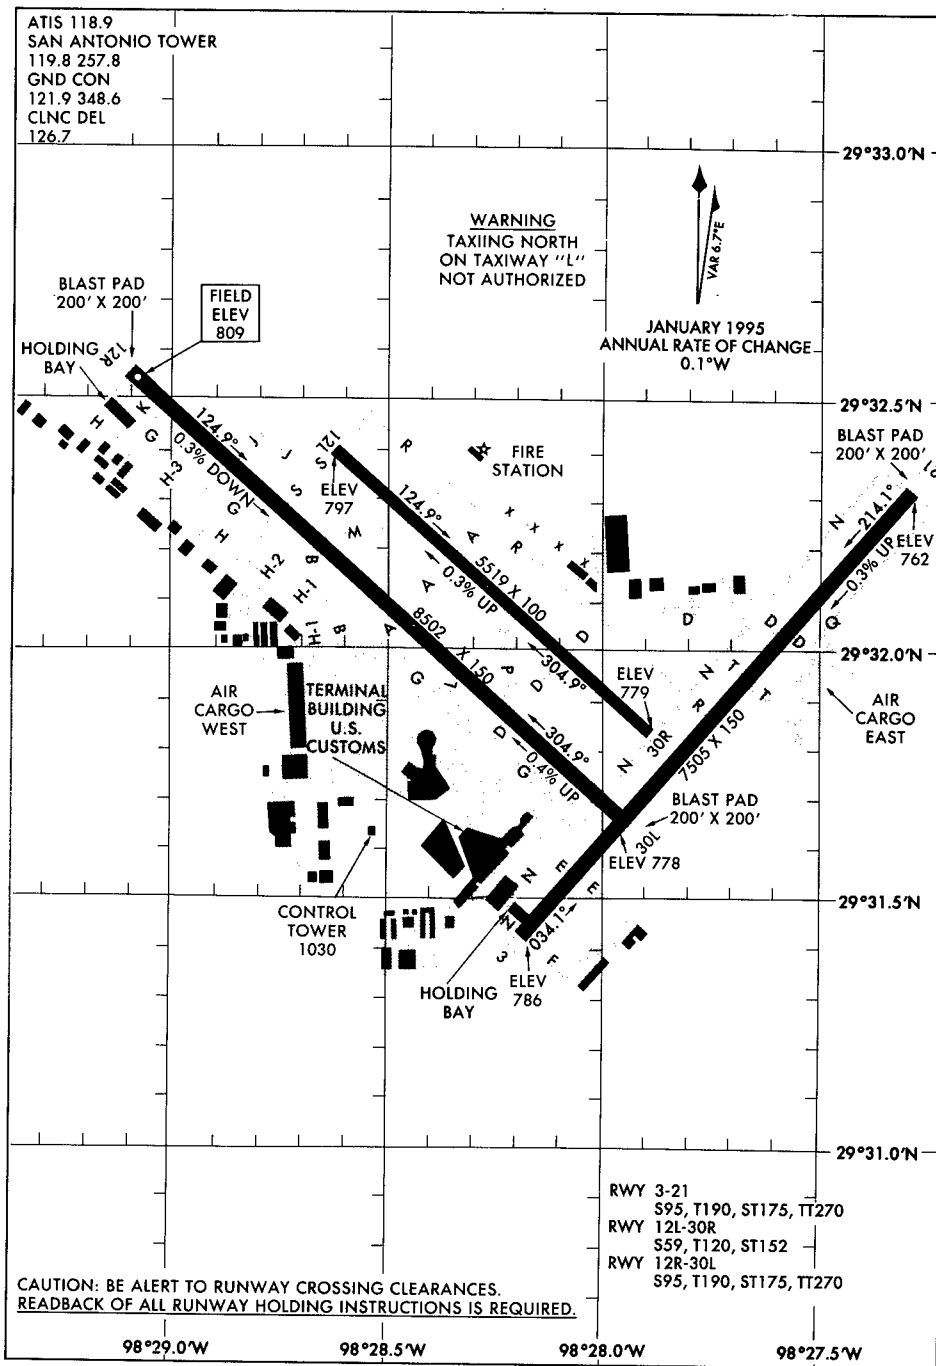 ATIS 118.9
SAN ANTONIO TOWER
119.8 257.8
GND CON
121.9 348.6
CLNC DEL
126.7
29°33.0'N
WARNING
TAXIING NORTH
ON TAXIWAY "L"
NOT AUTHORIZED
VAR 6.7°E
JANUARY 1995
ANNUAL RATE OF CHANGE
0.1°W
BLAST PAD
200' X 200'
FIELD
ELEV
809
HOLDING
BAY
12R
29°32.5'N
BLAST PAD
200' X 200'
K
H
G
H-3
G
124.9°
0.3% DOWN
I
J
S
S
12L
R
FIRE
STATION
ELEV
797
124.9°
5519 X 100
0.3% UP
A
R
X
X
X
X
N
214.1°
0.3% UP
ELEV
762
W
H
H-2
B
H-1
H-1
B
A
A
8502 X 150
D
D
D
D
Q
304.9°
29°32.0'N
AIR
CARGO
WEST
TERMINAL
BUILDING
U.S.
CUSTOMS
G
L
P
D
ELEV
779
N
T
T
R
AIR
CARGO
EAST
304.9°
0.4% UP
D
G
N
30R
7505 X 150
BLAST PAD
200' X 200'
30L
ELEV 778
E
E
N
N
29°31.5'N
CONTROL
TOWER
1030
034.1°
3
F
ELEV
786
HOLDING
BAY
29°31.0'N
RWY 3-21
S95, T190, ST175, TT270
RWY 12L-30R
S59, T120, ST152
RWY 12R-30L
S95, T190, ST175, TT270
CAUTION: BE ALERT TO RUNWAY CROSSING CLEARANCES.
READBACK OF ALL RUNWAY HOLDING INSTRUCTIONS IS REQUIRED.
98°29.0'W
98°28.5'W
98°28.0'W
98°27.5'W